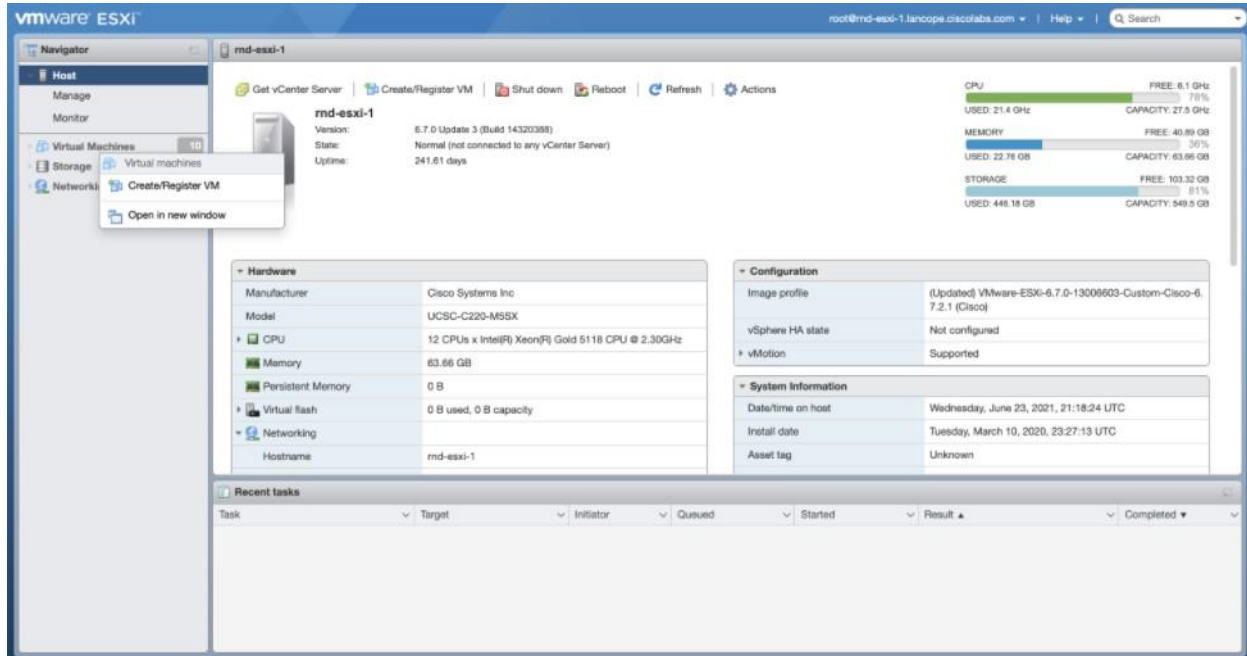 vmware ESXi
root@rnd-esxi-1.lancope.ciscolabs.com | Help | Search
Navigator
Host
Manage
Monitor
Virtual Machines 10
Storage
Networki
Virtual machines
Create/Register VM
Open in new window
rnd-esxi-1
Get vCenter Server | Create/Register VM | Shut down Reboot | Refresh | Actions
rnd-esxi-1
Version: 6.7.0 Update 3 (Build 14320388)
State: Normal (not connected to any vCenter Server)
Uptime: 241.61 days
CPU FREE: 6.1 GHz
78%
USED: 21.4 GHz CAPACITY: 27.5 GHz
MEMORY FREE: 40.89 GB
36%
USED: 22.76 GB CAPACITY: 63.66 GB
STORAGE FREE: 103.32 GB
81%
USED: 446.18 GB CAPACITY: 549.5 GB
Hardware
Manufacturer Cisco Systems Inc
Model UCSC-C220-M5SX
CPU 12 CPUs x Intel(R) Xeon(R) Gold 5118 CPU @ 2.30GHz
Memory 63.66 GB
Persistent Memory 0 B
Virtual flash 0 B used, 0 B capacity
Networking
Hostname rnd-esxi-1
Configuration
Image profile (Updated) VMware-ESXi-6.7.0-13006603-Custom-Cisco-6.
7.2.1 (Cisco)
vSphere HA state Not configured
vMotion Supported
System Information
Date/time on host Wednesday, June 23, 2021, 21:18:24 UTC
Install date Tuesday, March 10, 2020, 23:27:13 UTC
Asset tag Unknown
Recent tasks
Task Target Initiator Queued Started Result Completed